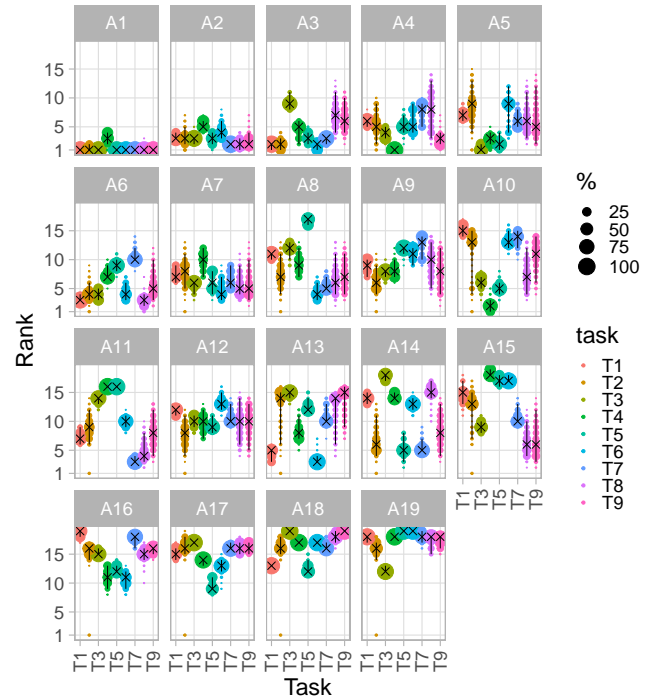 A1 A2 A3 A4 A5
15
10
5
1
A6 A7 A8 A9 A10
15
10
5
1
A11 A12 A13 A14 A15
15
10
5
1
T1 T3 T5 T7 T9
A16 A17 A18 A19
15
10
5
1
T1 T3 T5 T7 T9 T1 T3 T5 T7 T9 T1 T3 T5 T7 T9 T1 T3 T5 T7 T9
Task
Rank
%
25
50
75
100
task
T1
T2
T3
T4
T5
T6
T7
T8
T9